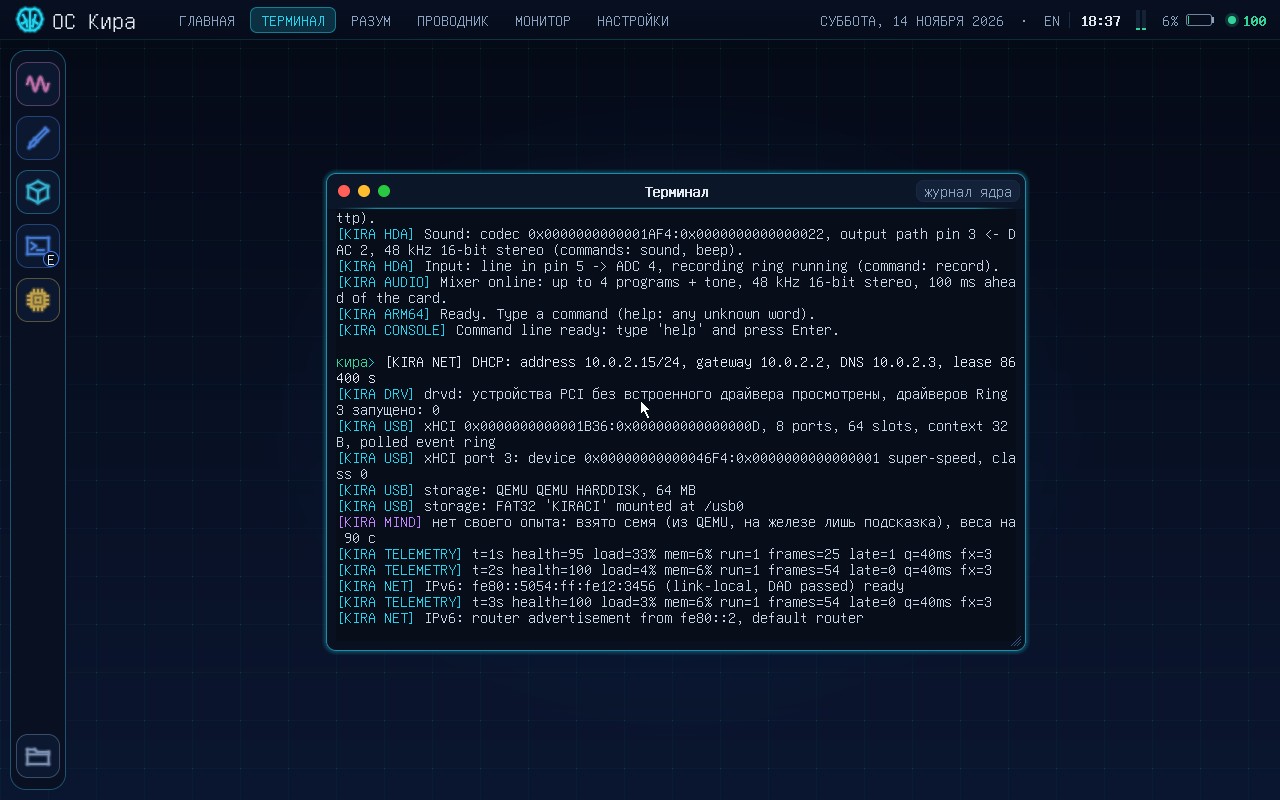 ОС Кира ГЛАВНАЯ ТЕРМИНАЛ РАЗУМ ПРОВОДНИК МОНИТОР НАСТРОЙКИ СУББОТА, 14 НОЯБРЯ 2026 · EN 18:37 6% 100
E
Терминал журнал ядра
ttp).
[KIRA HDA] Sound: codec 0x0000000000001AF4:0x0000000000000022, output path pin 3 <- D
AC 2, 48 kHz 16-bit stereo (commands: sound, beep).
[KIRA HDA] Input: line in pin 5 -> ADC 4, recording ring running (command: record).
[KIRA AUDIO] Mixer online: up to 4 programs + tone, 48 kHz 16-bit stereo, 100 ms ahea
d of the card.
[KIRA ARM64] Ready. Type a command (help: any unknown word).
[KIRA CONSOLE] Command line ready: type 'help' and press Enter.
кира> [KIRA NET] DHCP: address 10.0.2.15/24, gateway 10.0.2.2, DNS 10.0.2.3, lease 86
400 s
[KIRA DRV] drvd: устройства PCI без встроенного драйвера просмотрены, драйверов Ring
3 запущено: 0
[KIRA USB] xHCI 0x0000000000001B36:0x000000000000000D, 8 ports, 64 slots, context 32
B, polled event ring
[KIRA USB] xHCI port 3: device 0x00000000000046F4:0x0000000000000001 super-speed, cla
ss 0
[KIRA USB] storage: QEMU QEMU HARDDISK, 64 MB
[KIRA USB] storage: FAT32 'KIRACI' mounted at /usb0
[KIRA MIND] нет своего опыта: взято семя (из QEMU, на железе лишь подсказка), веса на
90 с
[KIRA TELEMETRY] t=1s health=95 load=33% mem=6% run=1 frames=25 late=1 q=40ms fx=3
[KIRA TELEMETRY] t=2s health=100 load=4% mem=6% run=1 frames=54 late=0 q=40ms fx=3
[KIRA NET] IPv6: fe80::5054:ff:fe12:3456 (link-local, DAD passed) ready
[KIRA TELEMETRY] t=3s health=100 load=3% mem=6% run=1 frames=54 late=0 q=40ms fx=3
[KIRA NET] IPv6: router advertisement from fe80::2, default router